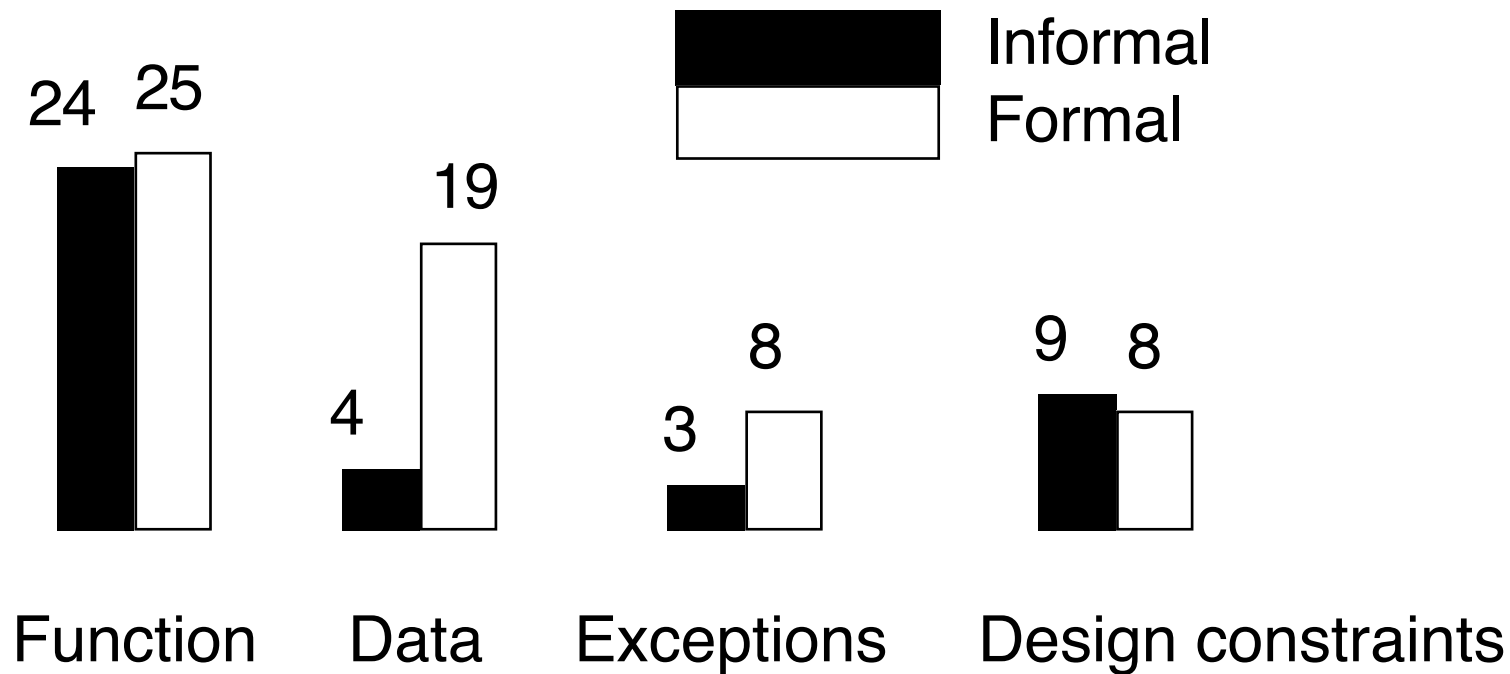 Informal
Formal
24 25
19
4
3
8
9 8
Function Data Exceptions Design constraints